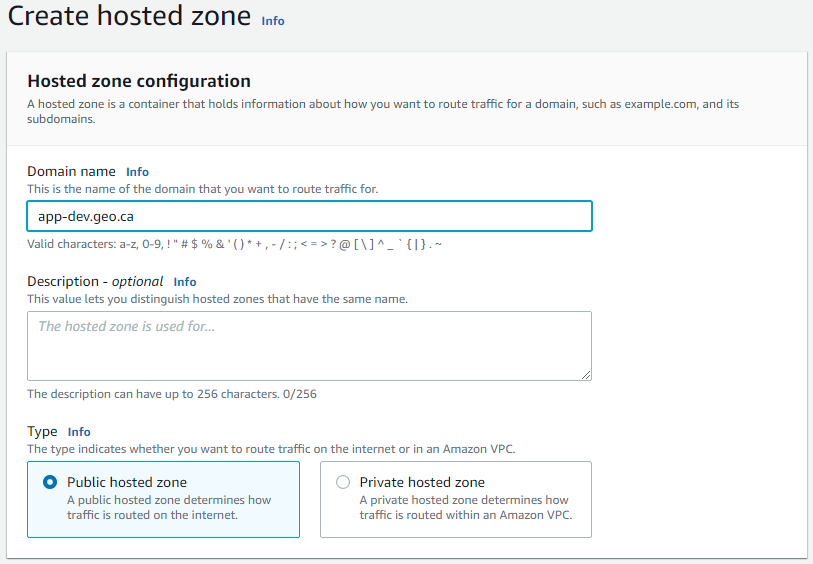 Create hosted zone Info
Hosted zone configuration
A hosted zone is a container that holds information about how you want to route traffic for a domain, such as example.com, and its
subdomains.
Domain name Info
This is the name of the domain that you want to route traffic for.
app-dev.geo.ca
Valid characters: a-z, 0-9, ! " # $ % & ' ( ) * + , - / : ; < = > ? @ [ \ ] ^ _ ` { | } . ~
Description - optional Info
This value lets you distinguish hosted zones that have the same name.
The hosted zone is used for...
The description can have up to 256 characters. 0/256
Type Info
The type indicates whether you want to route traffic on the internet or in an Amazon VPC.
Public hosted zone
A public hosted zone determines how
traffic is routed on the internet.
Private hosted zone
A private hosted zone determines how
traffic is routed within an Amazon VPC.